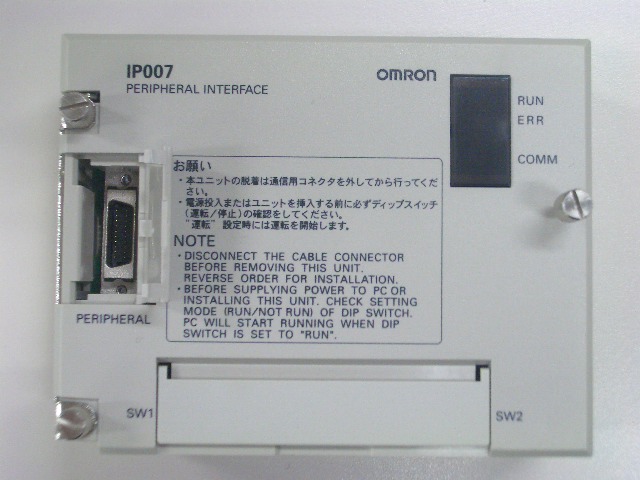 IP007
OMRON
PERIPHERAL INTERFACE
RUN
ERR
COMM
お願い
・本ユニットの脱着は通信用コネクタを外してから行ってくだ
さい。
・電源投入またはユニットを挿入する前に必ずディップスイッチ
(運転/停止)の確認をしてください。
"運転"設定時には運転を開始します。
NOTE
・DISCONNECT THE CABLE CONNECTOR
BEFORE REMOVING THIS UNIT.
REVERSE ORDER FOR INSTALLATION.
・BEFORE SUPPLYING POWER TO PC OR
INSTALLING THIS UNIT. CHECK SETTING
MODE (RUN/NOT RUN) OF DIP SWITCH.
PC WILL START RUNNING WHEN DIP
SWITCH IS SET TO "RUN".
PERIPHERAL
SW1
SW2